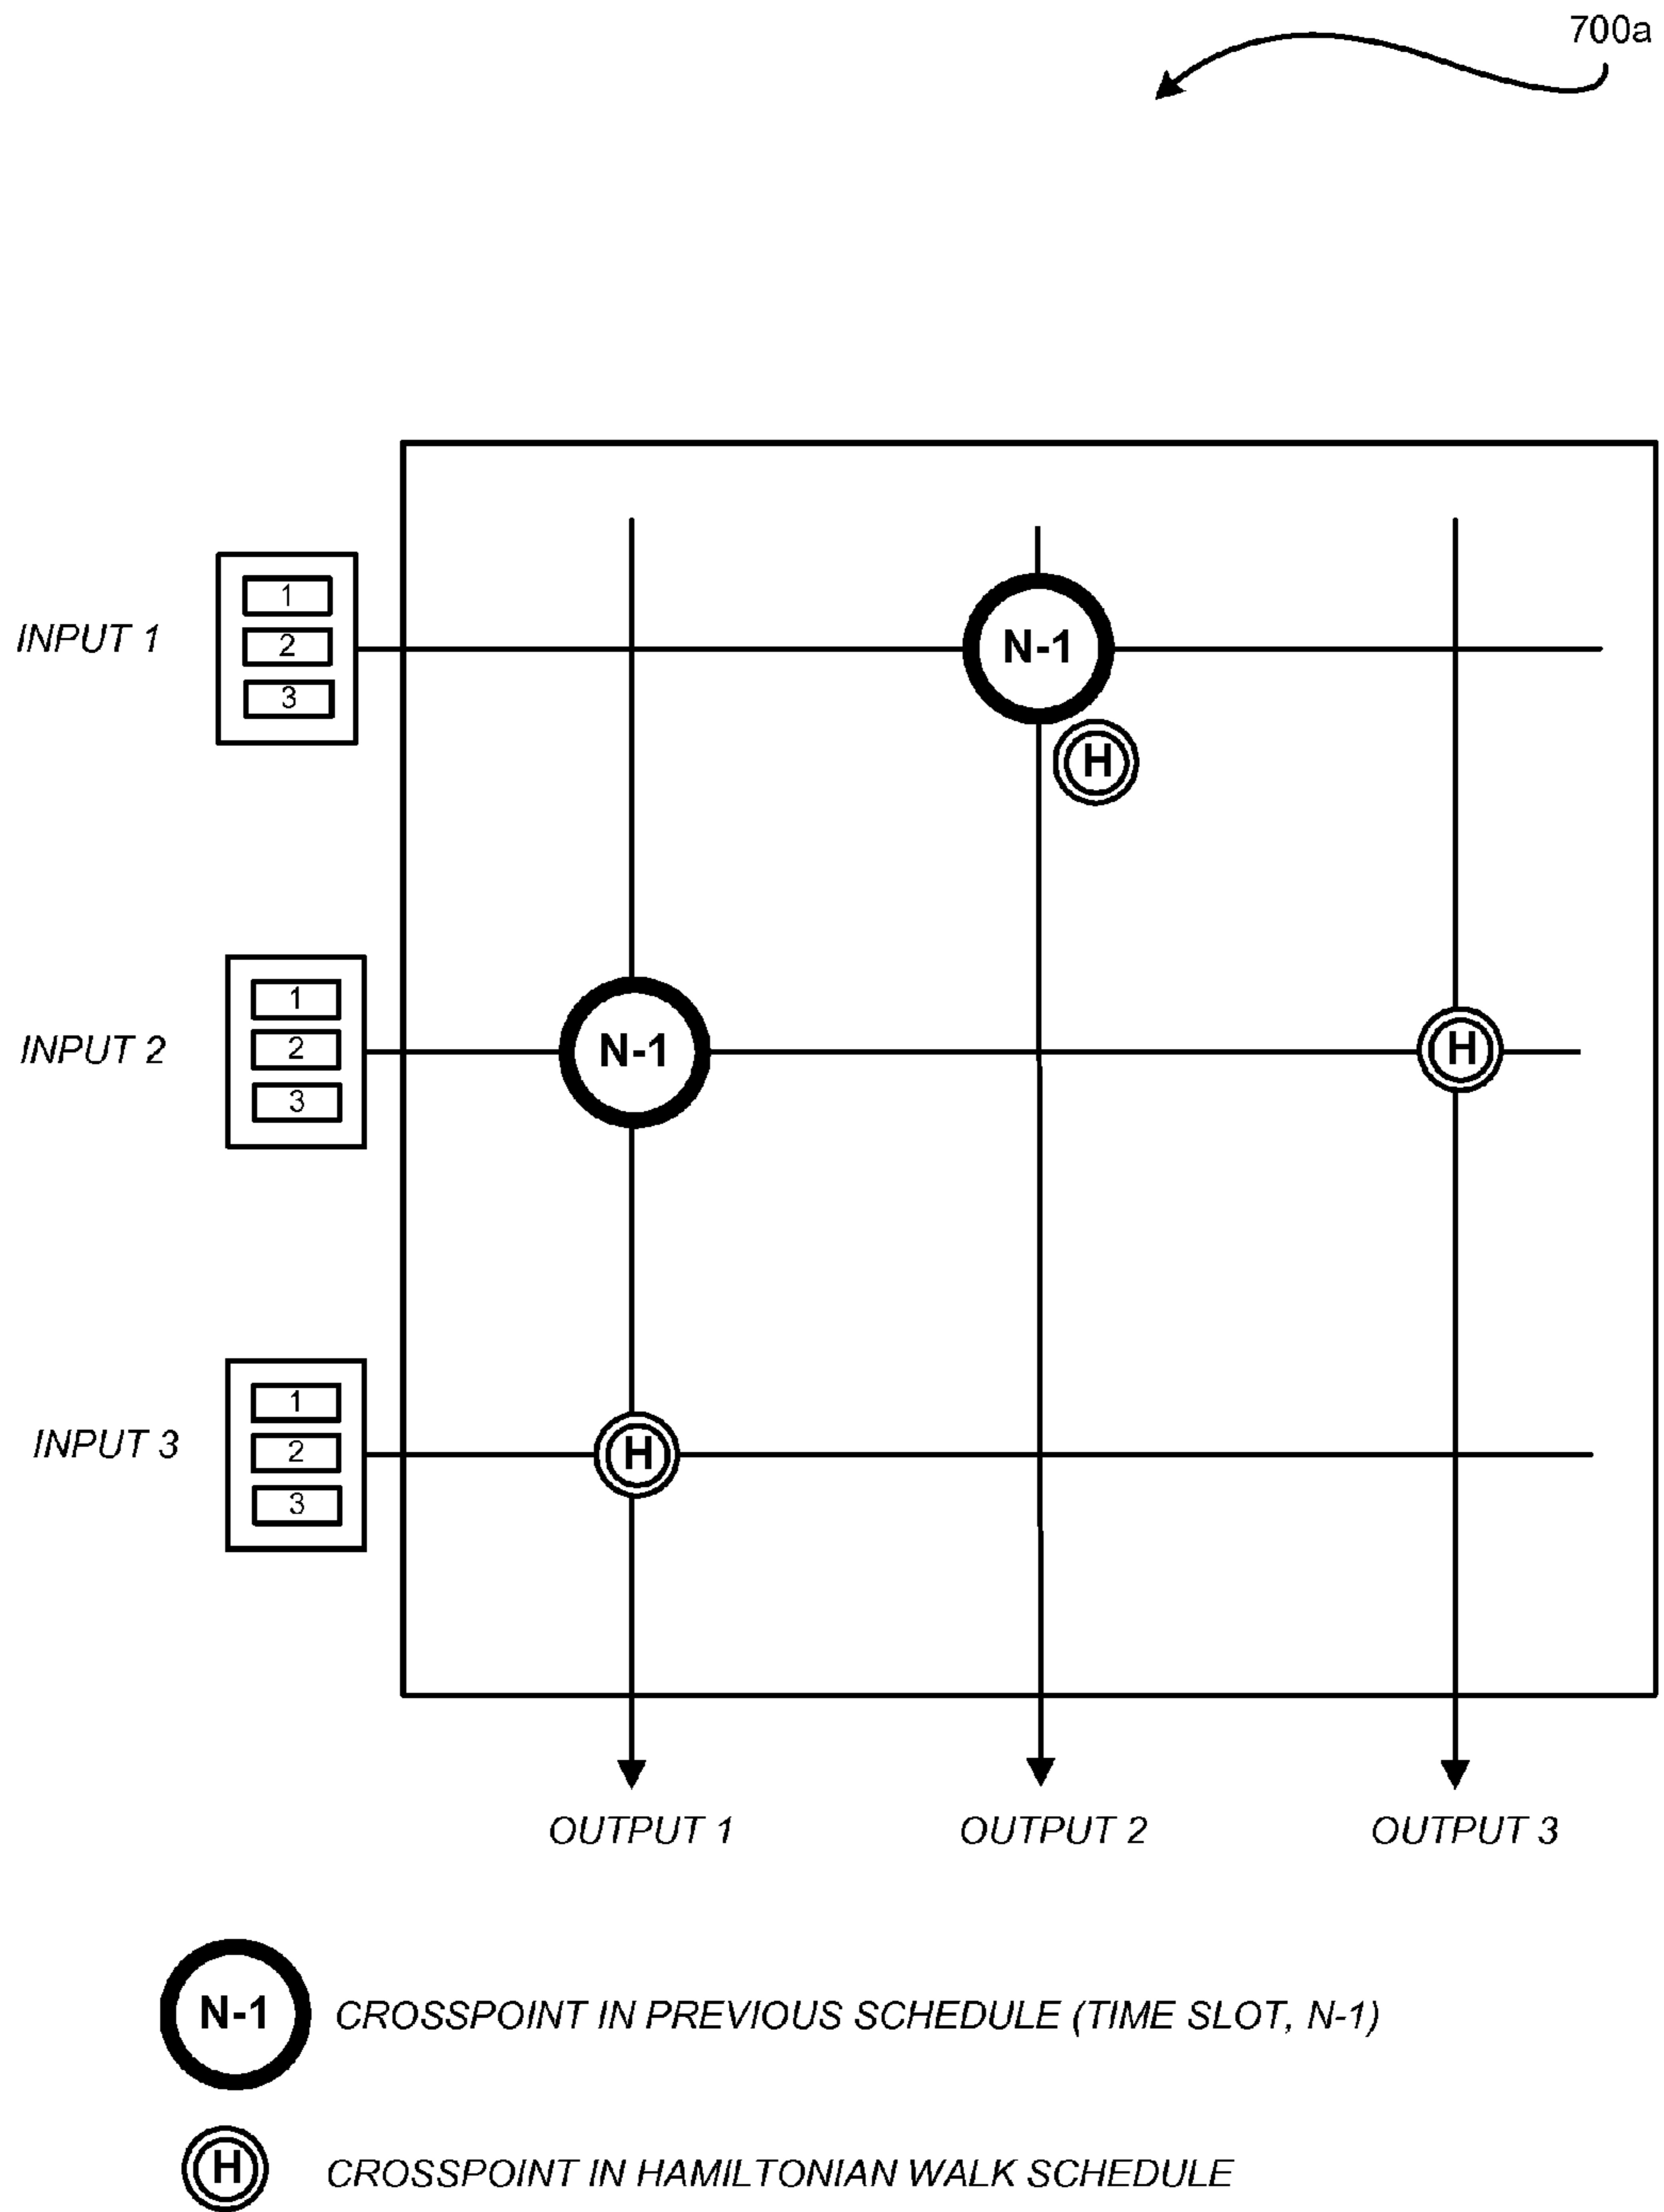 700a
1
INPUT 1
2
N-1
3
H
1
INPUT 2
2
N-1
H
3
1
INPUT 3
2
H
3
OUTPUT 1
OUTPUT 2
OUTPUT 3
N-1
CROSSPOINT IN PREVIOUS SCHEDULE (TIME SLOT, N-1)
H
CROSSPOINT IN HAMILTONIAN WALK SCHEDULE